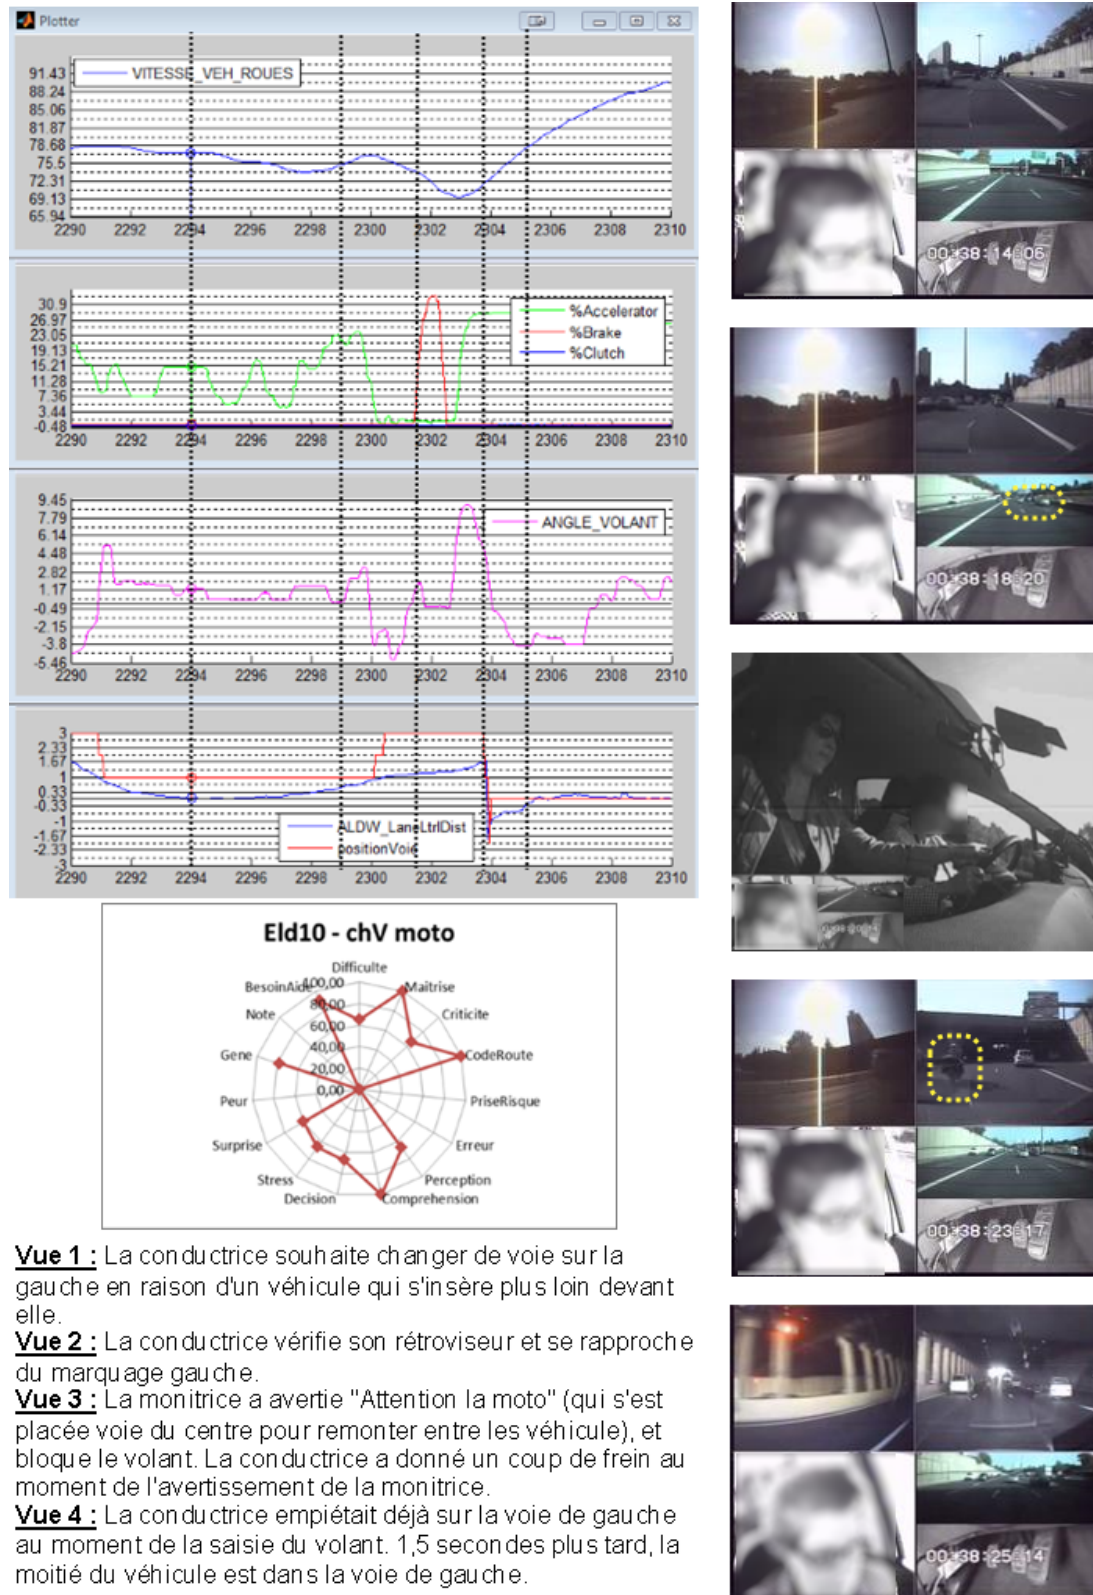 Plotter
VITESSE_VEH_ROUES
91.43
88.24
85.06
81.87
78.68
75.5
72.31
69.13
65.94
2290 2292 2294 2296 2298 2300 2302 2304 2306 2308 2310
%Accelerator
%Brake
%Clutch
30.9
26.97
23.05
19.13
15.21
11.28
7.36
3.44
-0.48
2290 2292 2294 2296 2298 2300 2302 2304 2306 2308 2310
ANGLE_VOLANT
9.45
7.79
6.14
4.48
2.82
1.17
-0.49
-2.15
-3.8
-5.46
2290 2292 2294 2296 2298 2300 2302 2304 2306 2308 2310
3
2.33
1.67
1
0.33
-0.33
-1
-1.67
-2.33
-3
ALDW_LaneLtrlDist
positionVoie
2290 2292 2294 2296 2298 2300 2302 2304 2306 2308 2310
Eld10 - chV moto
Difficulte
Maitrise
Criticite
CodeRoute
PriseRisque
Erreur
Perception
Comprehension
Decision
Stress
Surprise
Peur
Gene
Note
BesoinAide
100,00
80,00
60,00
40,00
20,00
0,00
Vue 1 : La conductrice souhaite changer de voie sur la
gauche en raison d'un véhicule qui s'insère plus loin devant
elle.
Vue 2 : La conductrice vérifie son rétroviseur et se rapproche
du marquage gauche.
Vue 3 : La monitrice a avertie "Attention la moto" (qui s'est
placée voie du centre pour remonter entre les véhicule), et
bloque le volant. La conductrice a donné un coup de frein au
moment de l'avertissement de la monitrice.
Vue 4 : La conductrice empiétait déjà sur la voie de gauche
au moment de la saisie du volant. 1,5 secondes plus tard, la
moitié du véhicule est dans la voie de gauche.
00:38:14:06
00:38:18:20
00:38:23:17
00:38:25:14